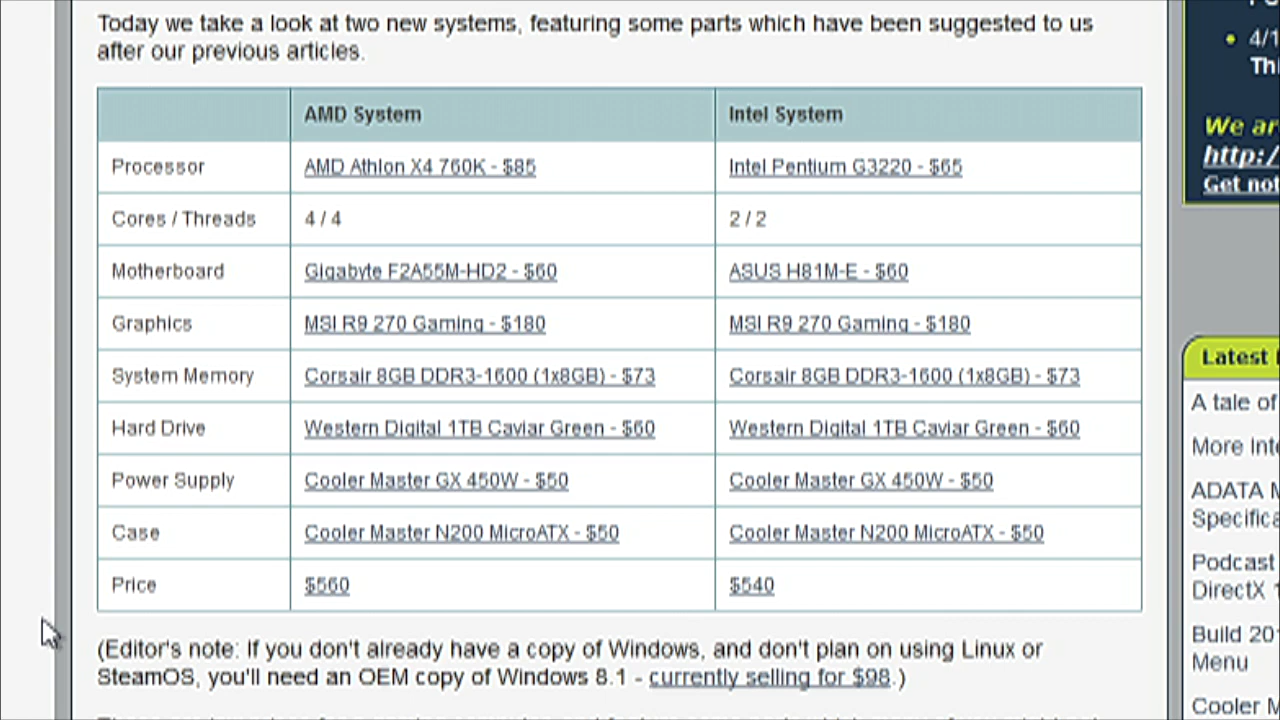 Today we take a look at two new systems, featuring some parts which have been suggested to us
after our previous articles.
AMD System Intel System
Processor AMD Athlon X4 760K - $85 Intel Pentium G3220 - $65
Cores / Threads 4 / 4 2 / 2
Motherboard Gigabyte F2A55M-HD2 - $60 ASUS H81M-E - $60
Graphics MSI R9 270 Gaming - $180 MSI R9 270 Gaming - $180
System Memory Corsair 8GB DDR3-1600 (1x8GB) - $73 Corsair 8GB DDR3-1600 (1x8GB) - $73
Hard Drive Western Digital 1TB Caviar Green - $60 Western Digital 1TB Caviar Green - $60
Power Supply Cooler Master GX 450W - $50 Cooler Master GX 450W - $50
Case Cooler Master N200 MicroATX - $50 Cooler Master N200 MicroATX - $50
Price $560 $540
(Editor's note: If you don't already have a copy of Windows, and don't plan on using Linux or
SteamOS, you'll need an OEM copy of Windows 8.1 - currently selling for $98.)
4/1
Thi
We ar
http:/
Get not
Latest
A tale of
More Inte
ADATA M
Specifica
Podcast
DirectX 1
Build 20
Menu
Cooler M